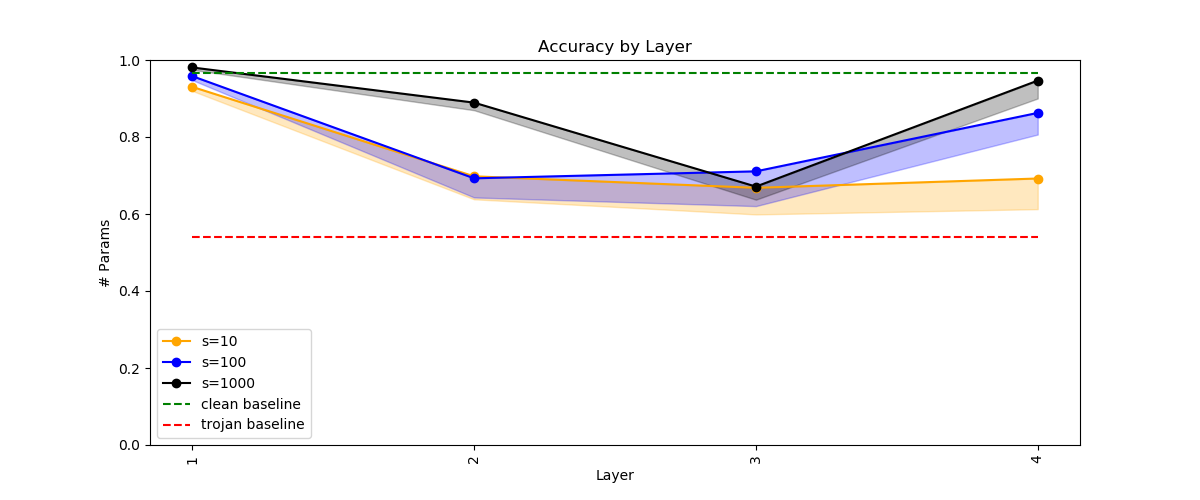 Accuracy by Layer
1.0
0.8
0.6
0.4
0.2
0.0
# Params
s=10
s=100
s=1000
clean baseline
trojan baseline
1
2
3
4
Layer